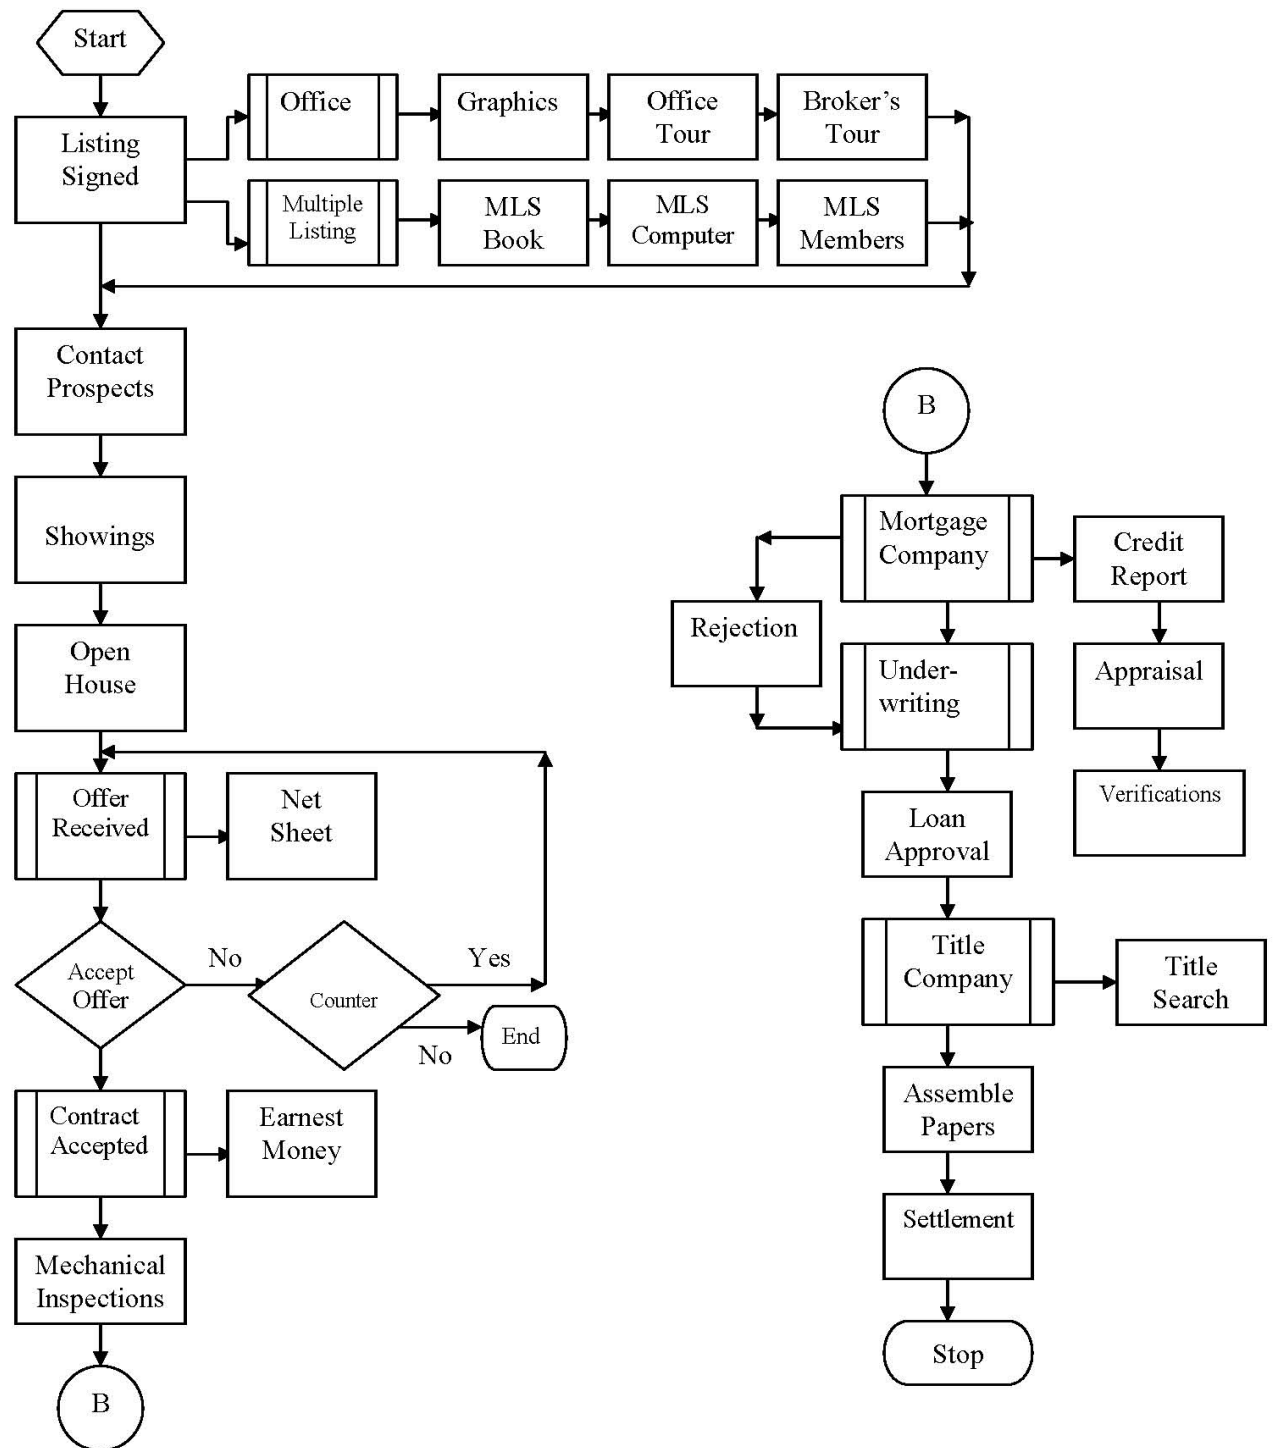 Start
Listing
Signed
Office
Graphics
Office
Tour
Broker’s
Tour
Multiple
Listing
MLS
Book
MLS
Computer
MLS
Members
Contact
Prospects
Showings
Open
House
Offer
Received
Net
Sheet
Accept
Offer
No
Counter
Yes
No
End
Contract
Accepted
Earnest
Money
Mechanical
Inspections
B
B
Mortgage
Company
Credit
Report
Rejection
Under-
writing
Appraisal
Loan
Approval
Verifications
Title
Company
Title
Search
Assemble
Papers
Settlement
Stop